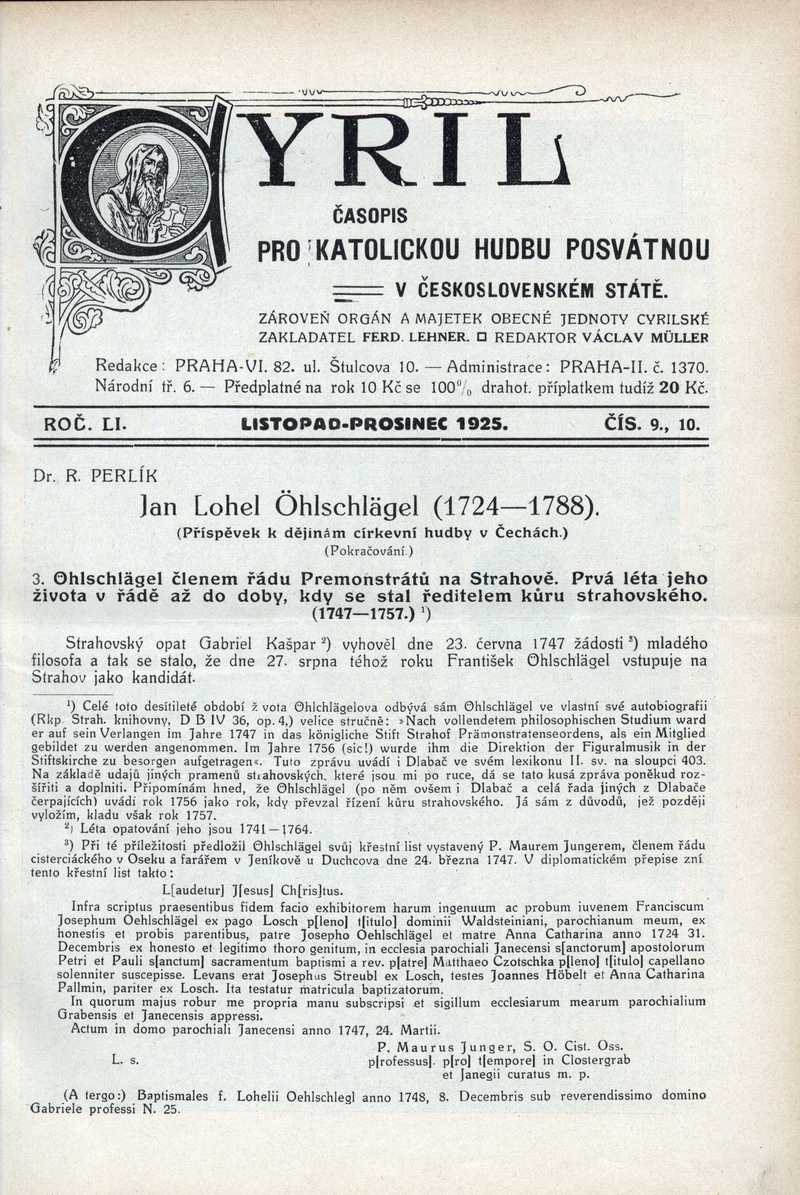 CYRIL
ČASOPIS
PRO KATOLICKOU HUDBU POSVÁTNOU
V ČESKOSLOVENSKÉM STÁTĚ.
ZÁROVEŇ ORGÁN A MAJETEK OBECNÉ JEDNOTY CYRILSKÉ
ZAKLADATEL FERD. LEHNER. □ REDAKTOR VÁCLAV MÜLLER
Redakce: PRAHA-VI. 82. ul. Štulcova 10. — Administrace: PRAHA-II. č. 1370.
Národní tř. 6. — Předplatné na rok 10 Kč se 100% drahot. příplatkem tudíž 20 Kč.
ROČ. LI. LISTOPAD-PROSINEC 1925. ČÍS. 9., 10.
Dr. R. PERLÍK
Jan Lohel Öhlschlägel (1724—1788).
(Příspěvek k dějinám církevní hudby v Čechách.)
(Pokračování.)
3. Öhlschlägel členem řádu Premonstrátů na Strahově. Prvá léta jeho
života v řádě až do doby, kdy se stal ředitelem kůru strahovského.
(1747—1757.) ¹)
Strahovský opat Gabriel Kašpar ²) vyhověl dne 23. června 1747 žádosti ³) mladého
filosofa a tak se stalo, že dne 27. srpna téhož roku František Öhlschlägel vstupuje na
Strahov jako kandidát.
¹) Celé toto desítileté období ž vota Öhlchlägelova odbývá sám Öhlschlägel ve vlastní své autobiografii
(Rkp. Strah. knihovny, D B IV 36, op. 4,) velice stručně: »Nach vollendetem philosophischen Studium ward
er auf sein Verlangen im Jahre 1747 in das königliche Stift Strahof Prämonstratenseordens, als ein Mitglied
gebildet zu werden angenommen. Im Jahre 1756 (sic!) wurde ihm die Direktion der Figuralmusik in der
Stiftskirche zu besorgen aufgetragen«. Tuto zprávu uvádí i Dlabač ve svém lexikonu II. sv. na sloupci 403.
Na základě udajů jiných pramenů strahovských, které jsou mi po ruce, dá se tato kusá zpráva poněkud roz-
šířiti a doplniti. Připomínám hned, že Öhlschlägel (po něm ovšem i Dlabač a celá řada jiných z Dlabače
čerpajících) uvádí rok 1756 jako rok, kdy převzal řízení kůru strahovského. Já sám z důvodů, jež později
vyložím, kladu však rok 1757.
²) Léta opatování jeho jsou 1741—1764.
³) Při té příležitosti předložil Öhlschlägel svůj křestní list vystavený P. Maurem Jungerem, členem řádu
cisterciáckého v Oseku a farářem v Jeníkově u Duchcova dne 24. března 1747. V diplomatickém přepise zní
tento křestní list takto:
L[audetur] J[esus] Ch[ris]tus.
Infra scriptus praesentibus fidem facio exhibitorem harum ingenuum ac probum iuvenem Franciscum
Josephum Oehlschlägel ex pago Losch p[leno] t[itulo] dominii Waldsteiniani, parochianum meum, ex
honestis et probis parentibus, patre Josepho Oehlschlägel et matre Anna Catharina anno 1724 31.
Decembris ex honesto et legitimo thoro genitum, in ecclesia parochiali Janecensi s[anctorum] apostolorum
Petri et Pauli s[anctum] sacramentum baptismi a rev. p[atre] Matthaeo Czotschka p[leno] t[itulo] capellano
solenniter suscepisse. Levans erat Josephus Streubl ex Losch, testes Joannes Höbelt et Anna Catharina
Pallmin, pariter ex Losch. Ita testatur matricula baptizatorum.
In quorum majus robur me propria manu subscripsi et sigillum ecclesiarum mearum parochialium
Grabensis et Janecensis appressi.
Actum in domo parochiali Janecensi anno 1747, 24. Martii.
P. Maurus Junger, S. O. Cist. Oss.
L. s. p[rofessus]. p[ro] t[empore] in Clostergrab
et Janegii curatus m. p.
(A tergo:) Baptismales f. Lohelii Oehlschlegl anno 1748, 8. Decembris sub reverendissimo domino
Gabriele professi N. 25.